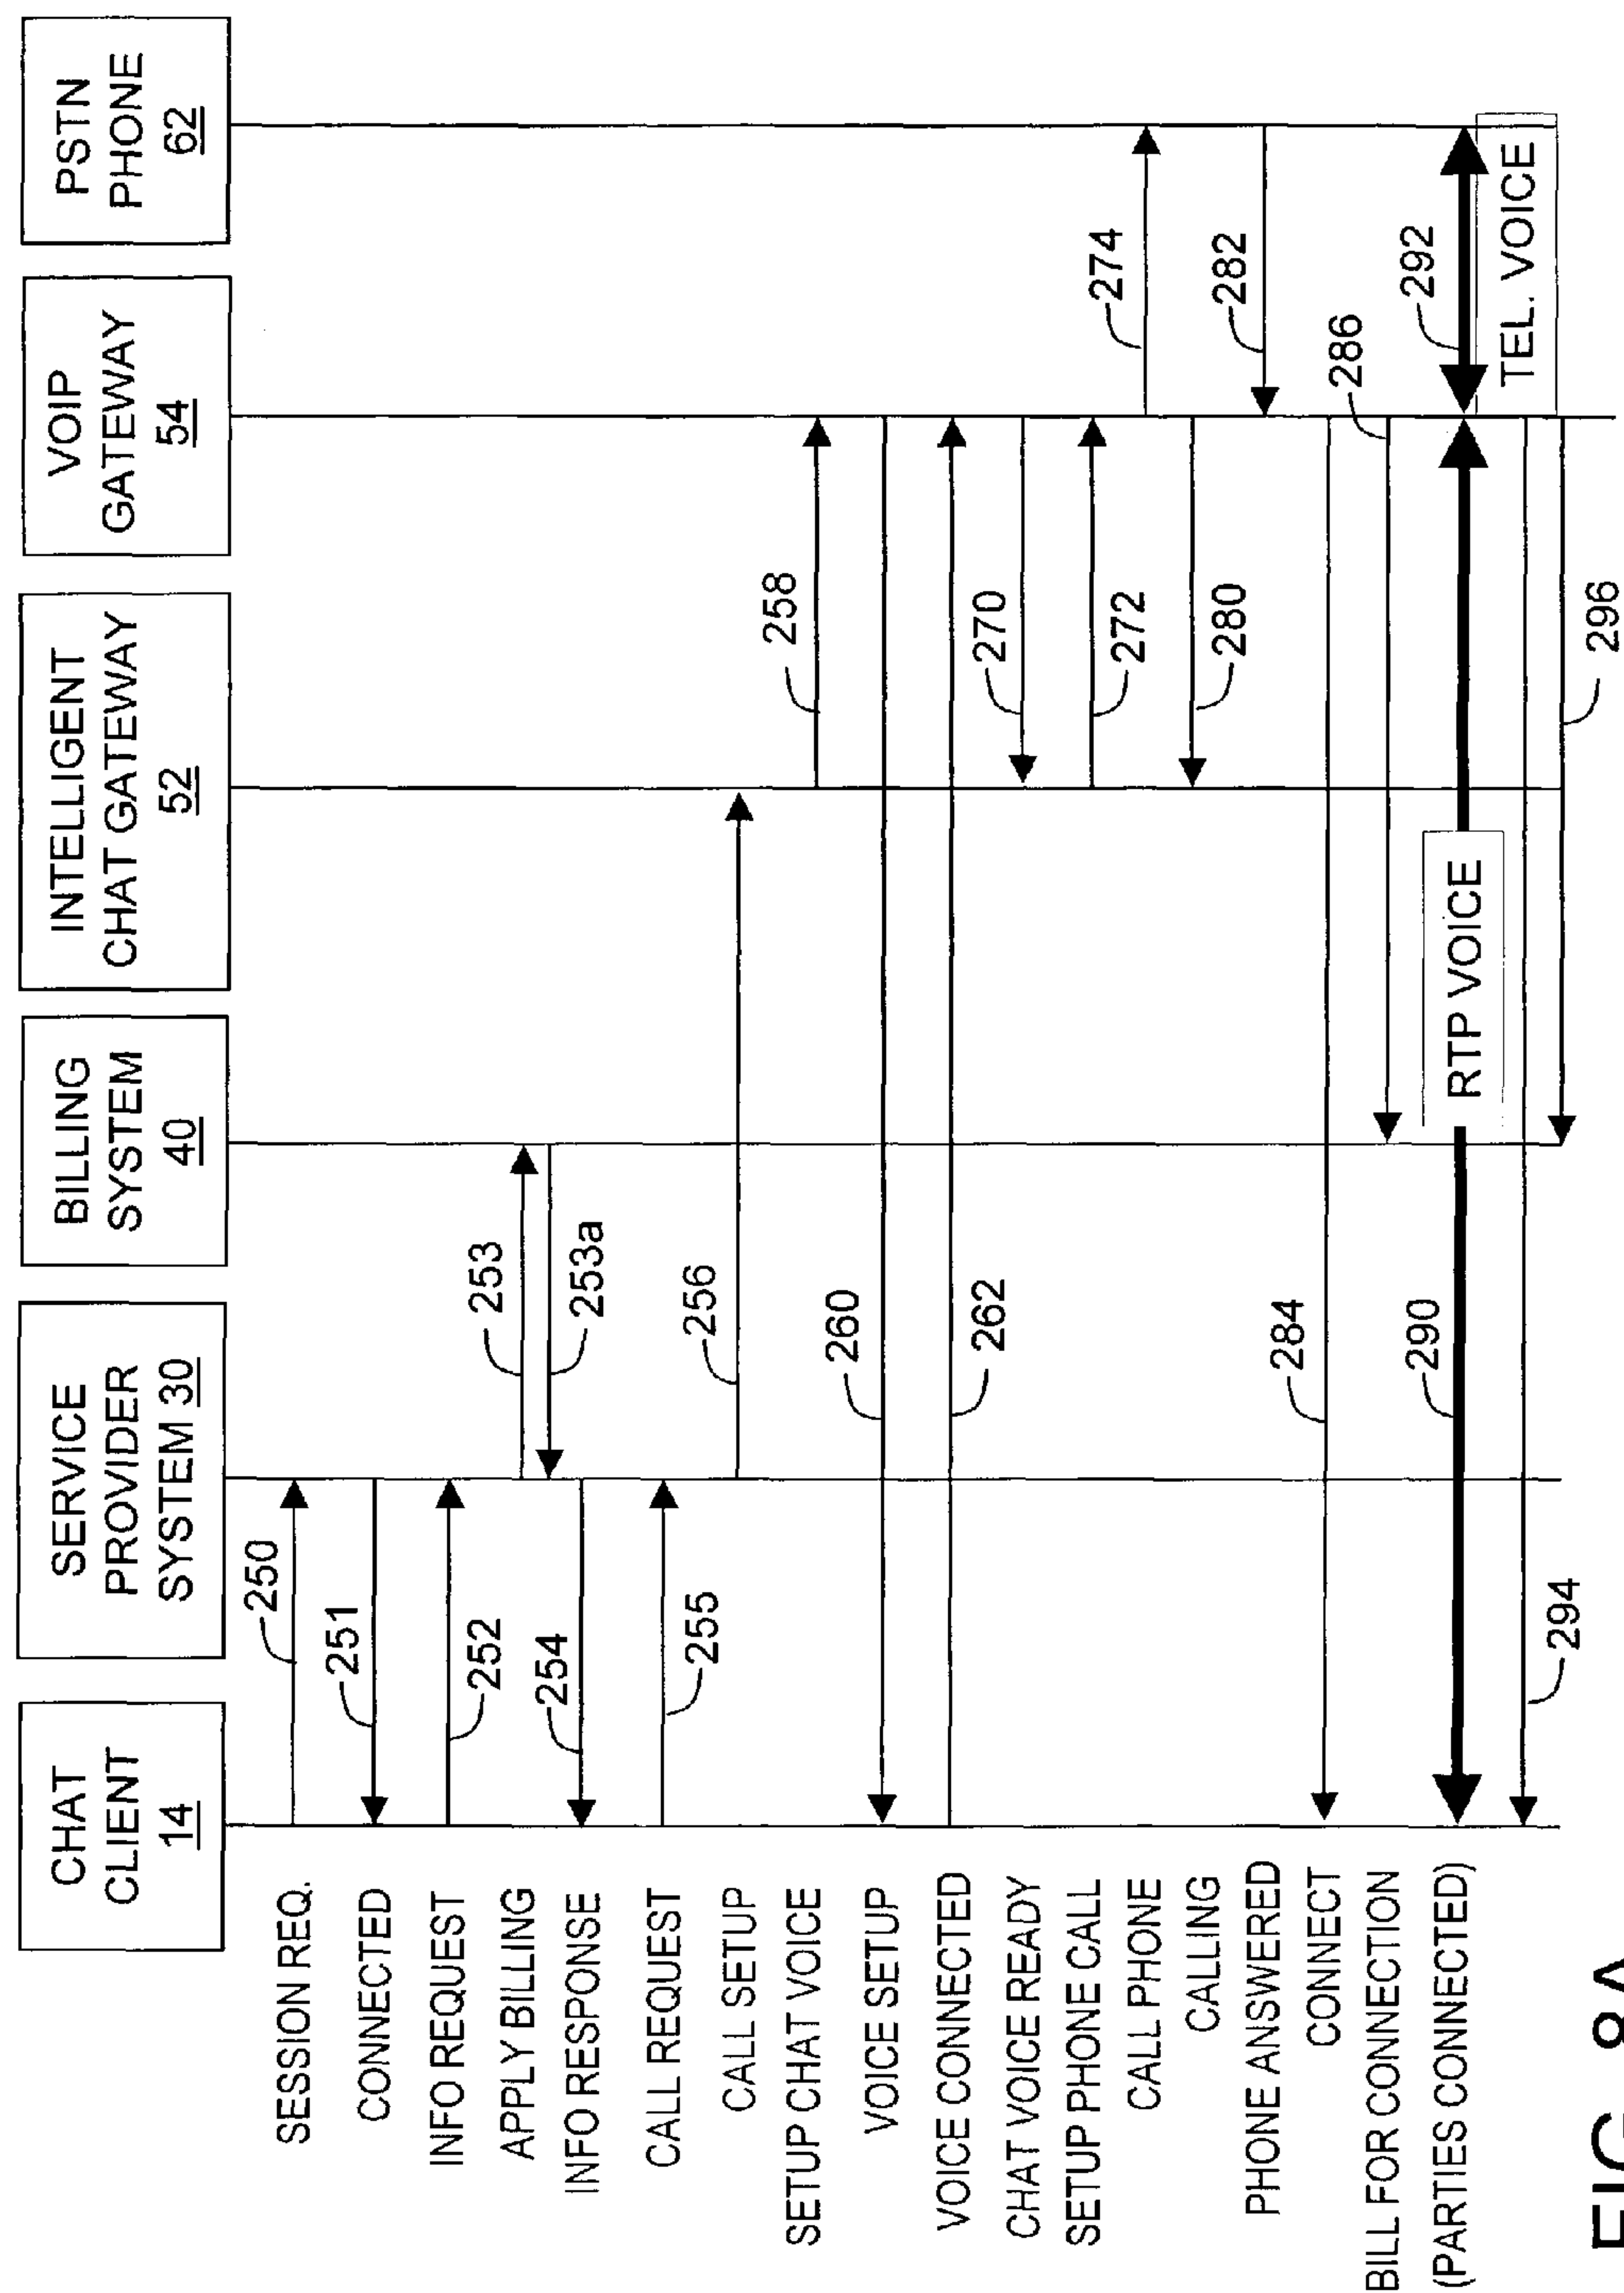 CHAT
CLIENT
14
SERVICE
PROVIDER
SYSTEM 30
BILLING
SYSTEM
40
INTELLIGENT
CHAT GATEWAY
52
VOIP
GATEWAY
54
PSTN
PHONE
62
SESSION REQ.
250
CONNECTED
251
INFO REQUEST
252
APPLY BILLING
253
253a
INFO RESPONSE
254
CALL REQUEST
255
CALL SETUP
256
SETUP CHAT VOICE
258
VOICE SETUP
260
VOICE CONNECTED
262
CHAT VOICE READY
270
SETUP PHONE CALL
272
CALL PHONE
274
CALLING
280
PHONE ANSWERED
282
CONNECT
284
BILL FOR CONNECTION
286
(PARTIES CONNECTED)
290
RTP VOICE
292
TEL. VOICE
294
296
FIG. 8A